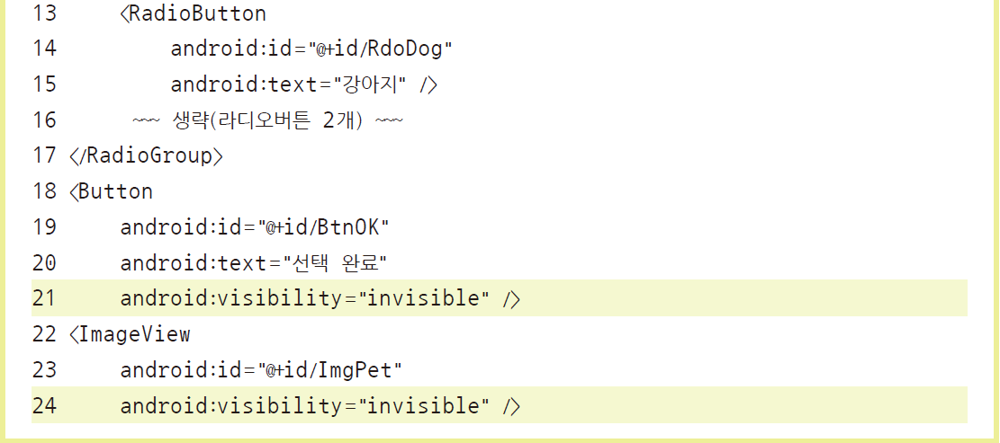 13 <RadioButton
14 android:id="@+id/RdoDog"
15 android:text="강아지" />
16 ~~~ 생략(라디오버튼 2개) ~~~
17 </RadioGroup>
18 <Button
19 android:id="@+id/BtnOK"
20 android:text="선택 완료"
21 android:visibility="invisible" />
22 <ImageView
23 android:id="@+id/ImgPet"
24 android:visibility="invisible" />